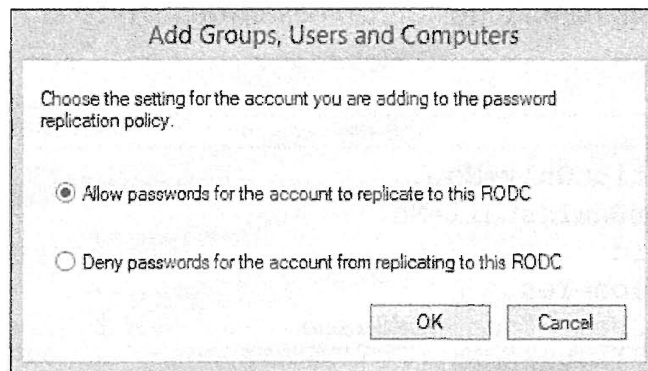 Add Groups, Users and Computers
Choose the setting for the account you are adding to the password
replication policy.
Allow passwords for the account to replicate to this RODC
Deny passwords for the account from replicating to this RODC
OK
Cancel